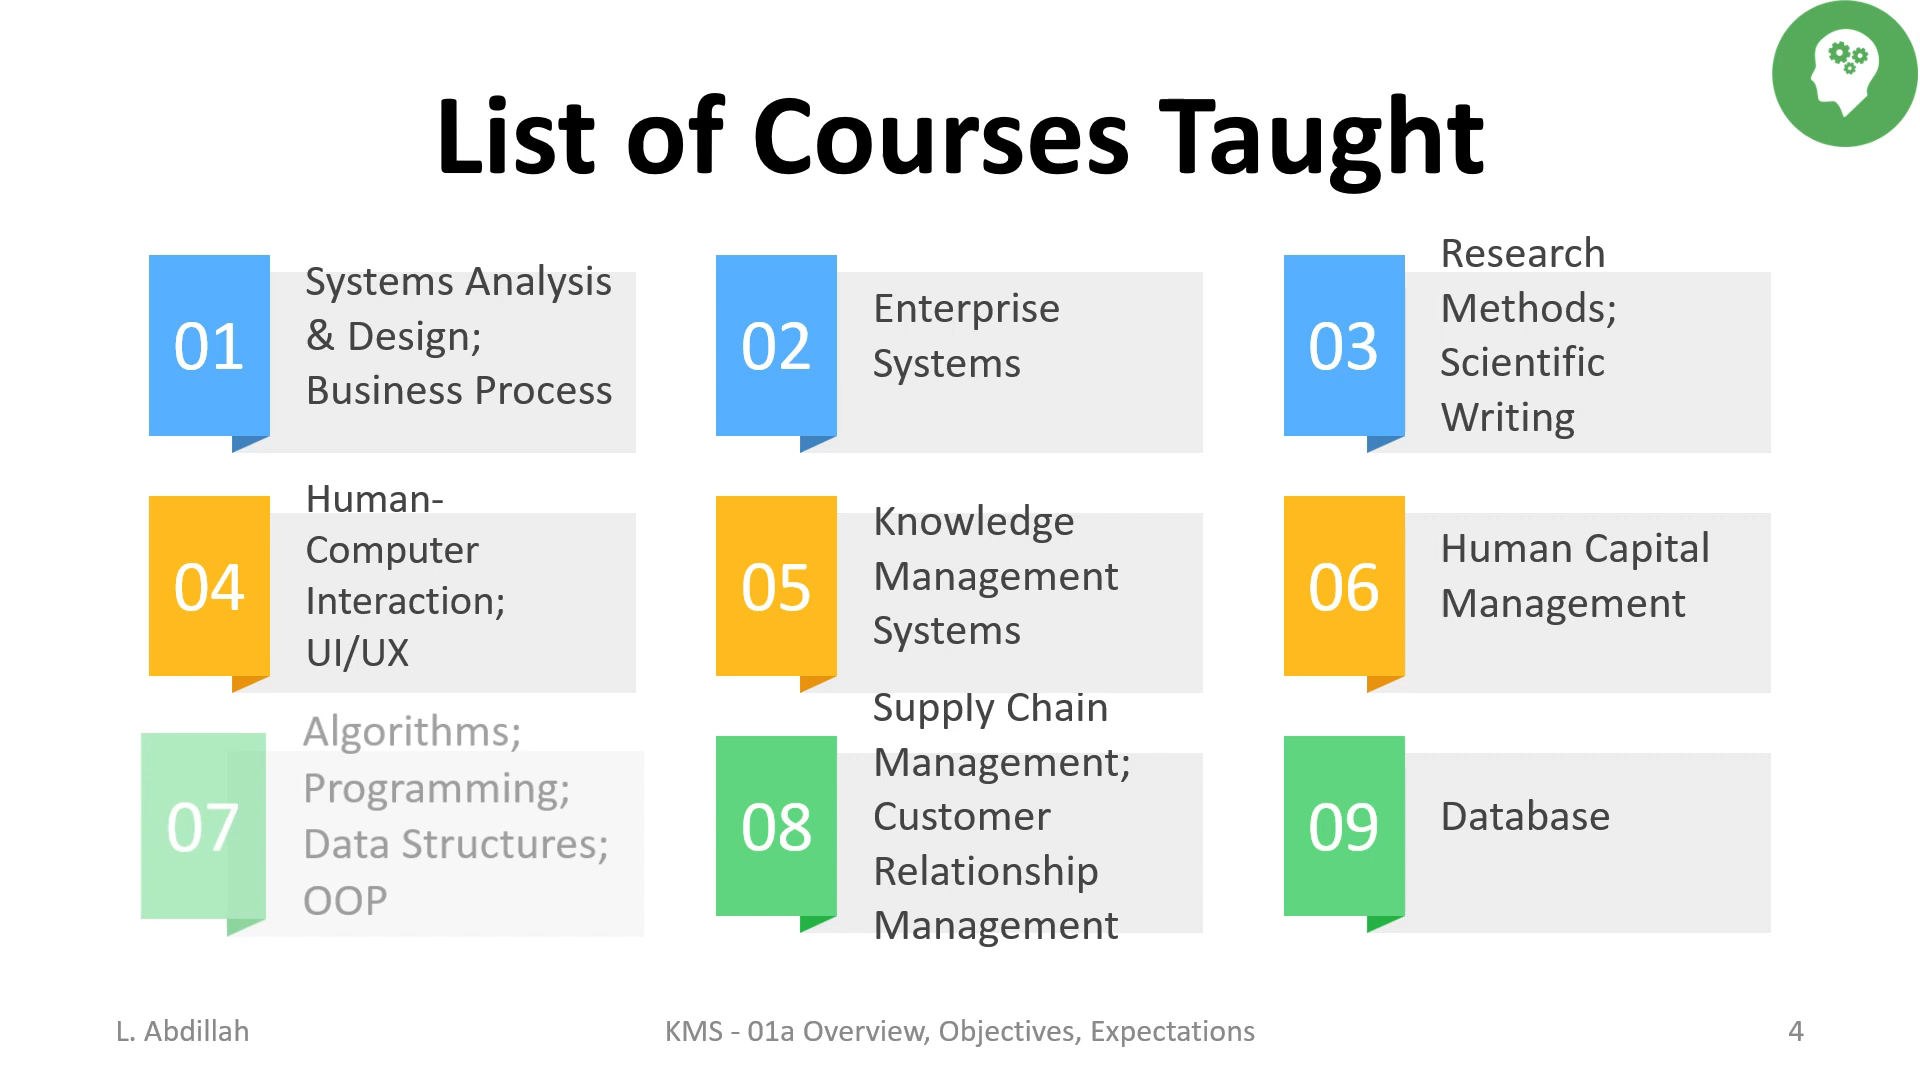 List of Courses Taught
01
Systems Analysis
& Design;
Business Process
02
Enterprise
Systems
03
Research
Methods;
Scientific
Writing
04
Human-
Computer
Interaction;
UI/UX
05
Knowledge
Management
Systems
06
Human Capital
Management
07
Algorithms;
Programming;
Data Structures;
OOP
08
Supply Chain
Management;
Customer
Relationship
Management
09
Database
L. Abdillah
KMS - 01a Overview, Objectives, Expectations
4